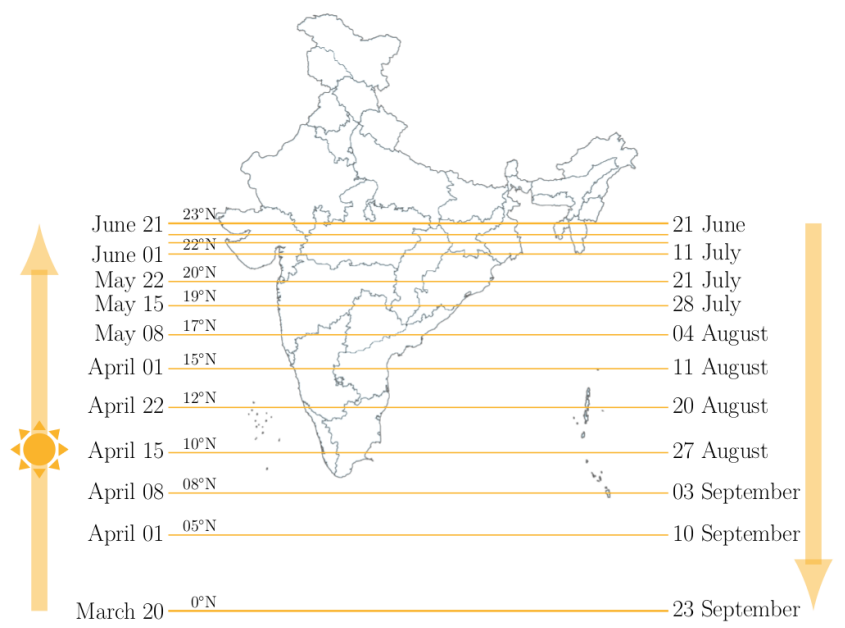 June 21 23°N 21 June
June 01 22°N 11 July
May 22 20°N 21 July
May 15 19°N 28 July
May 08 17°N 04 August
April 01 15°N 11 August
April 22 12°N 20 August
April 15 10°N 27 August
April 08 08°N 03 September
April 01 05°N 10 September
March 20 0°N 23 September